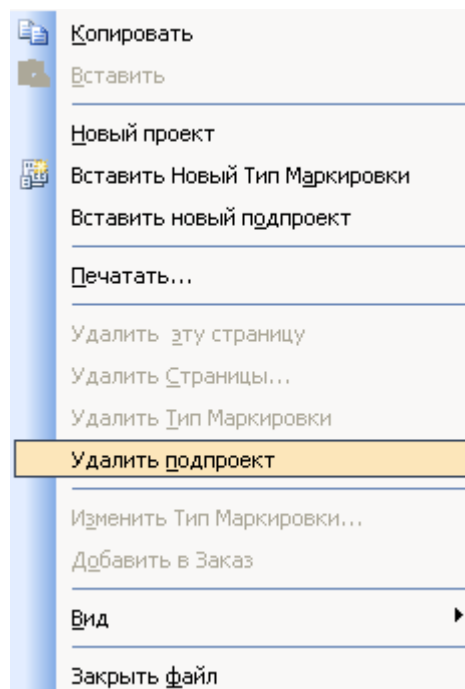 Копировать
Вставить
Новый проект
Вставить Новый Тип Маркировки
Вставить новый подпроект
Печатать...
Удалить эту страницу
Удалить Страницы...
Удалить Тип Маркировки
Удалить подпроект
Изменить Тип Маркировки...
Добавить в Заказ
Вид
Закрыть файл